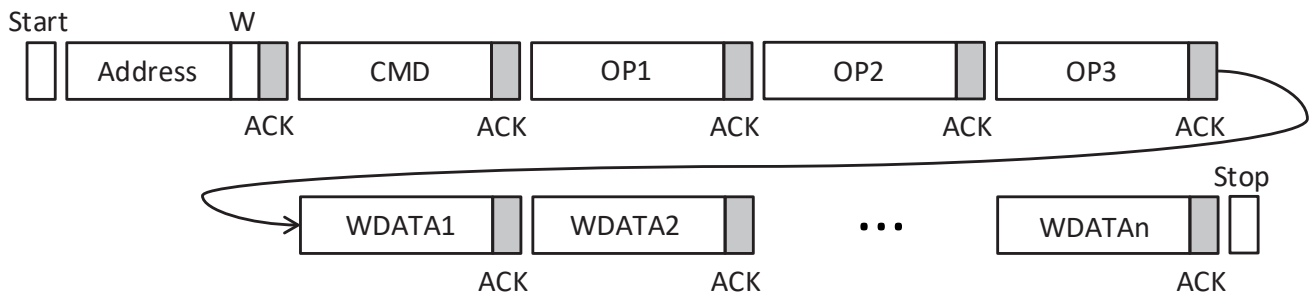 Start W
Address CMD OP1 OP2 OP3
ACK ACK ACK ACK ACK
Stop
WDATA1 WDATA2 ... WDATAn
ACK ACK ACK